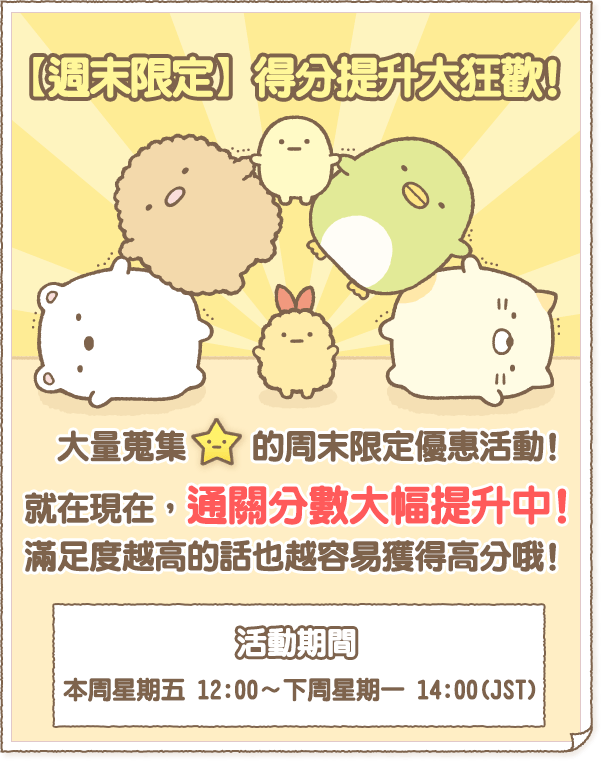 【週末限定】得分提升大狂歡!
大量蒐集 的周末限定優惠活動!
就在現在，通關分數大幅提升中!
滿足度越高的話也越容易獲得高分哦!
活動期間
本周星期五 12:00～下周星期一 14:00(JST)